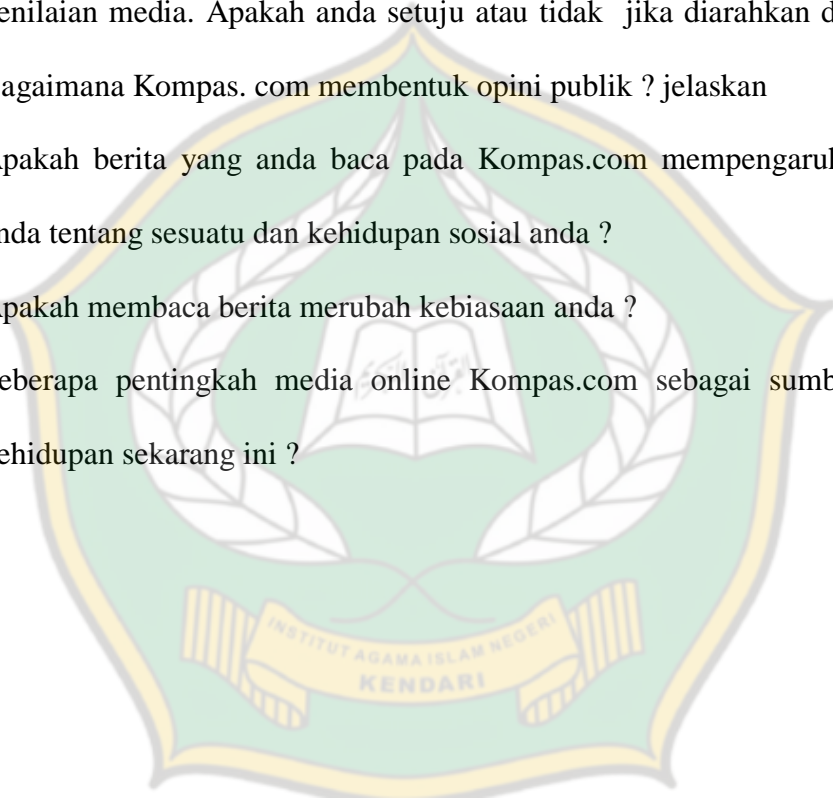 enilaian media. Apakah anda setuju atau tidak jika diarahkan d
agaimana Kompas. com membentuk opini publik ? jelaskan
pakah berita yang anda baca pada Kompas.com mempengaruh
nda tentang sesuatu dan kehidupan sosial anda ?
pakah membaca berita merubah kebiasaan anda ?
eberapa pentingkah media online Kompas.com sebagai sumb
ehidupan sekarang ini ?
INSTITUT AGAMA ISLAM NEGERI
KENDARI